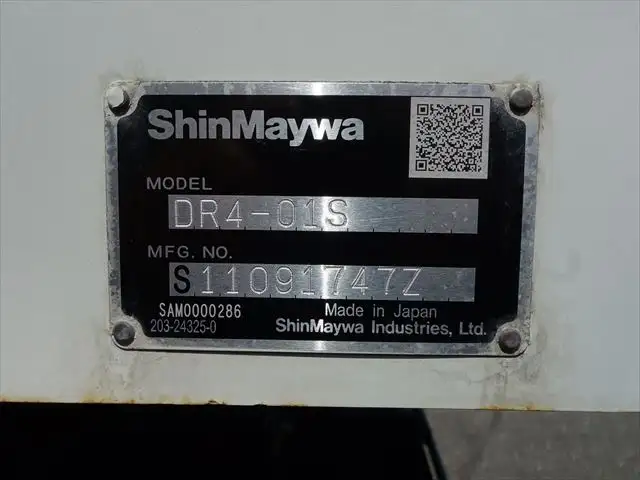 ShinMaywa
MODEL
DR4-01S
MFG. NO.
S11091747Z
SAM0000286
Made in Japan
203-24325-0
ShinMaywa Industries, Ltd.